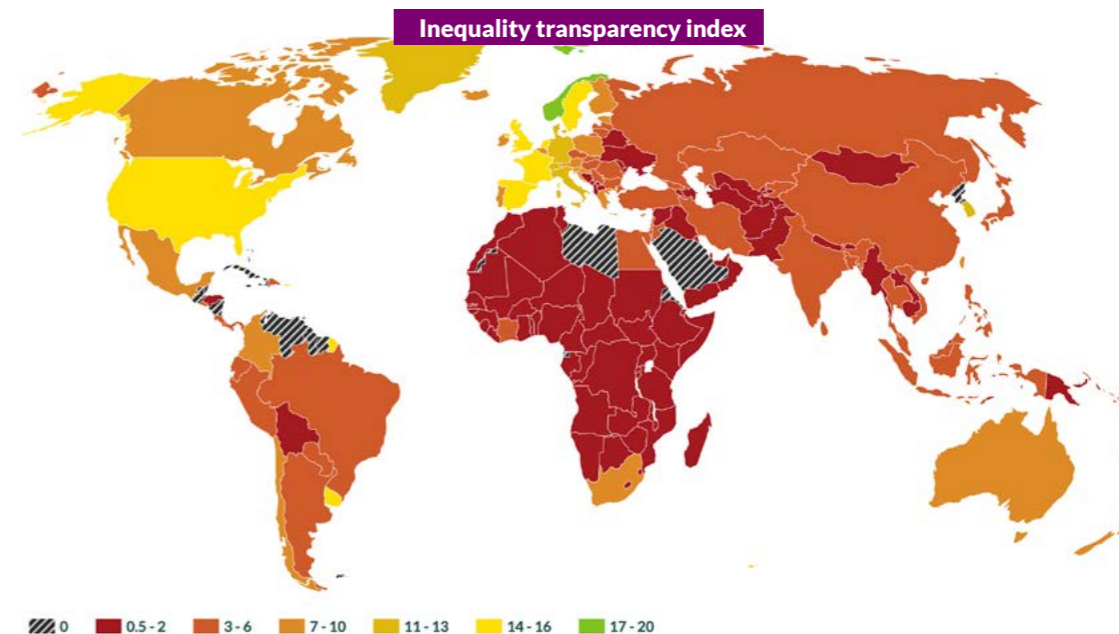 Inequality transparency index
0 0.5 - 2 3 - 6 7 - 10 11 - 13 14 - 16 17 - 20